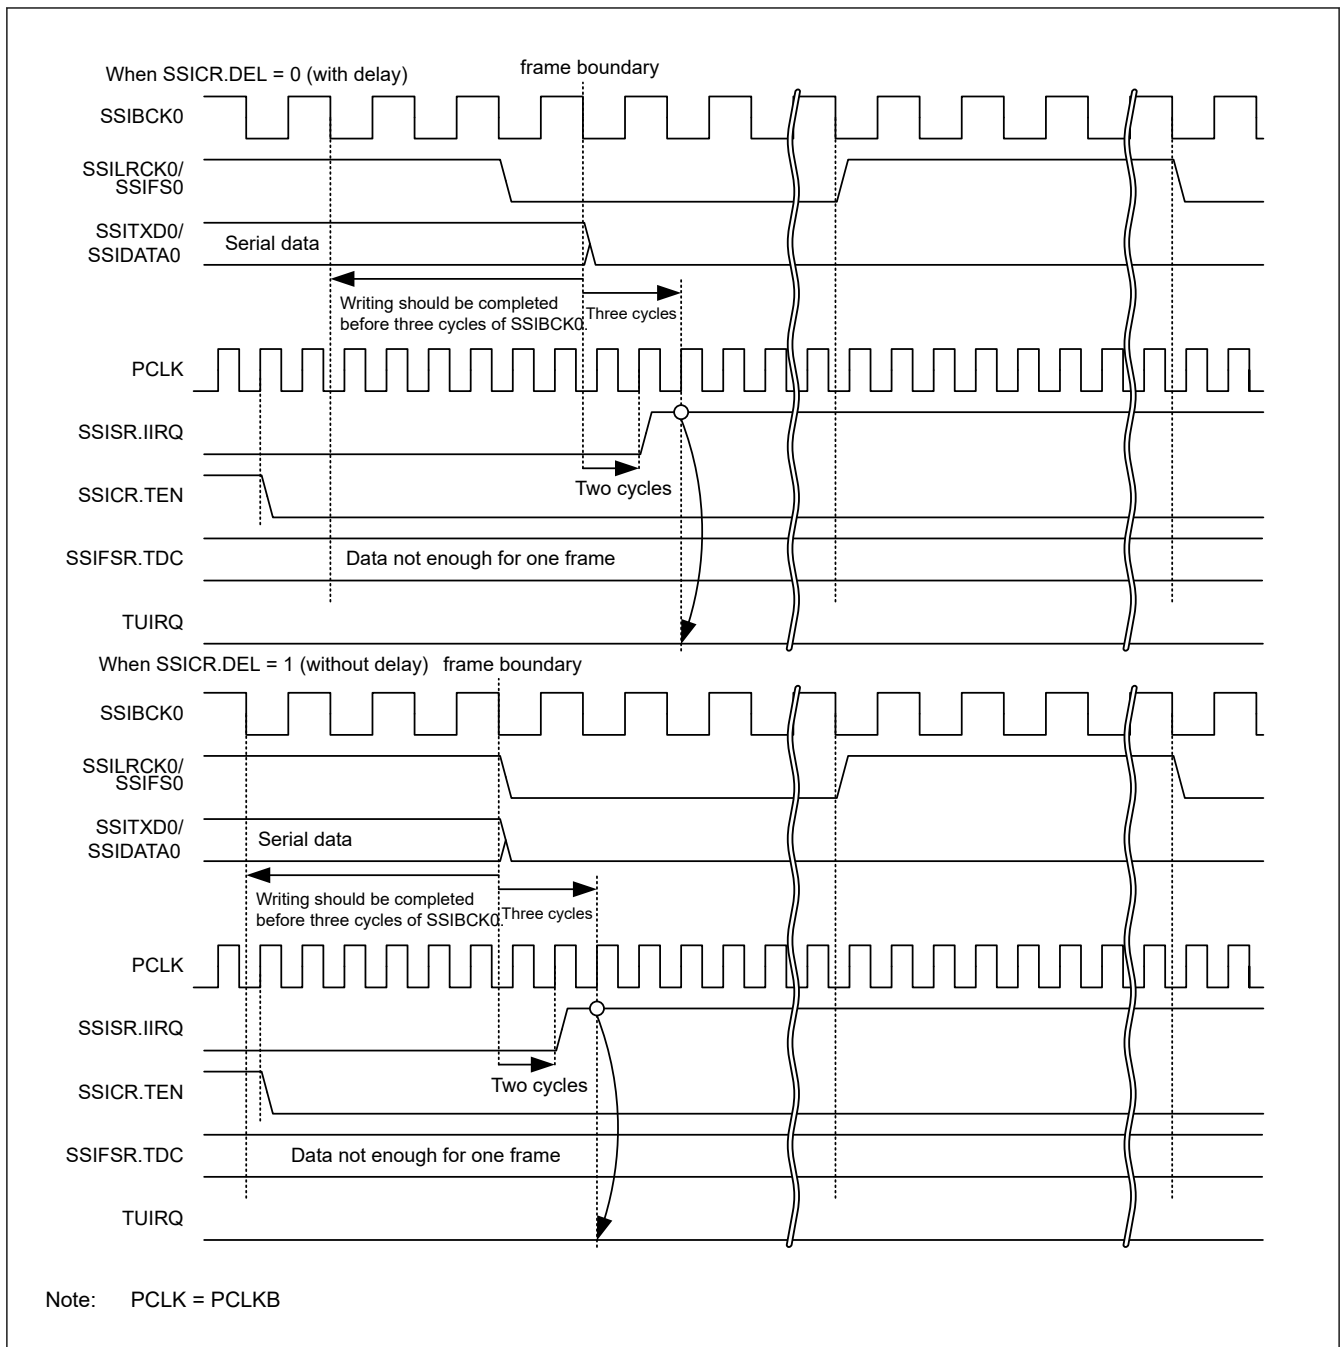 When SSICR.DEL = 0 (with delay)
frame boundary
SSIBCK0
SSILRCK0/
SSIFS0
SSITXD0/
SSIDATA0
Serial data
Writing should be completed
before three cycles of SSIBCK0.
Three cycles
PCLK
SSISR.IIRQ
Two cycles
SSICR.TEN
SSIFSR.TDC
Data not enough for one frame
TUIRQ
When SSICR.DEL = 1 (without delay)
frame boundary
SSIBCK0
SSILRCK0/
SSIFS0
SSITXD0/
SSIDATA0
Serial data
Writing should be completed
before three cycles of SSIBCK0.
Three cycles
PCLK
SSISR.IIRQ
Two cycles
SSICR.TEN
SSIFSR.TDC
Data not enough for one frame
TUIRQ
Note: PCLK = PCLKB